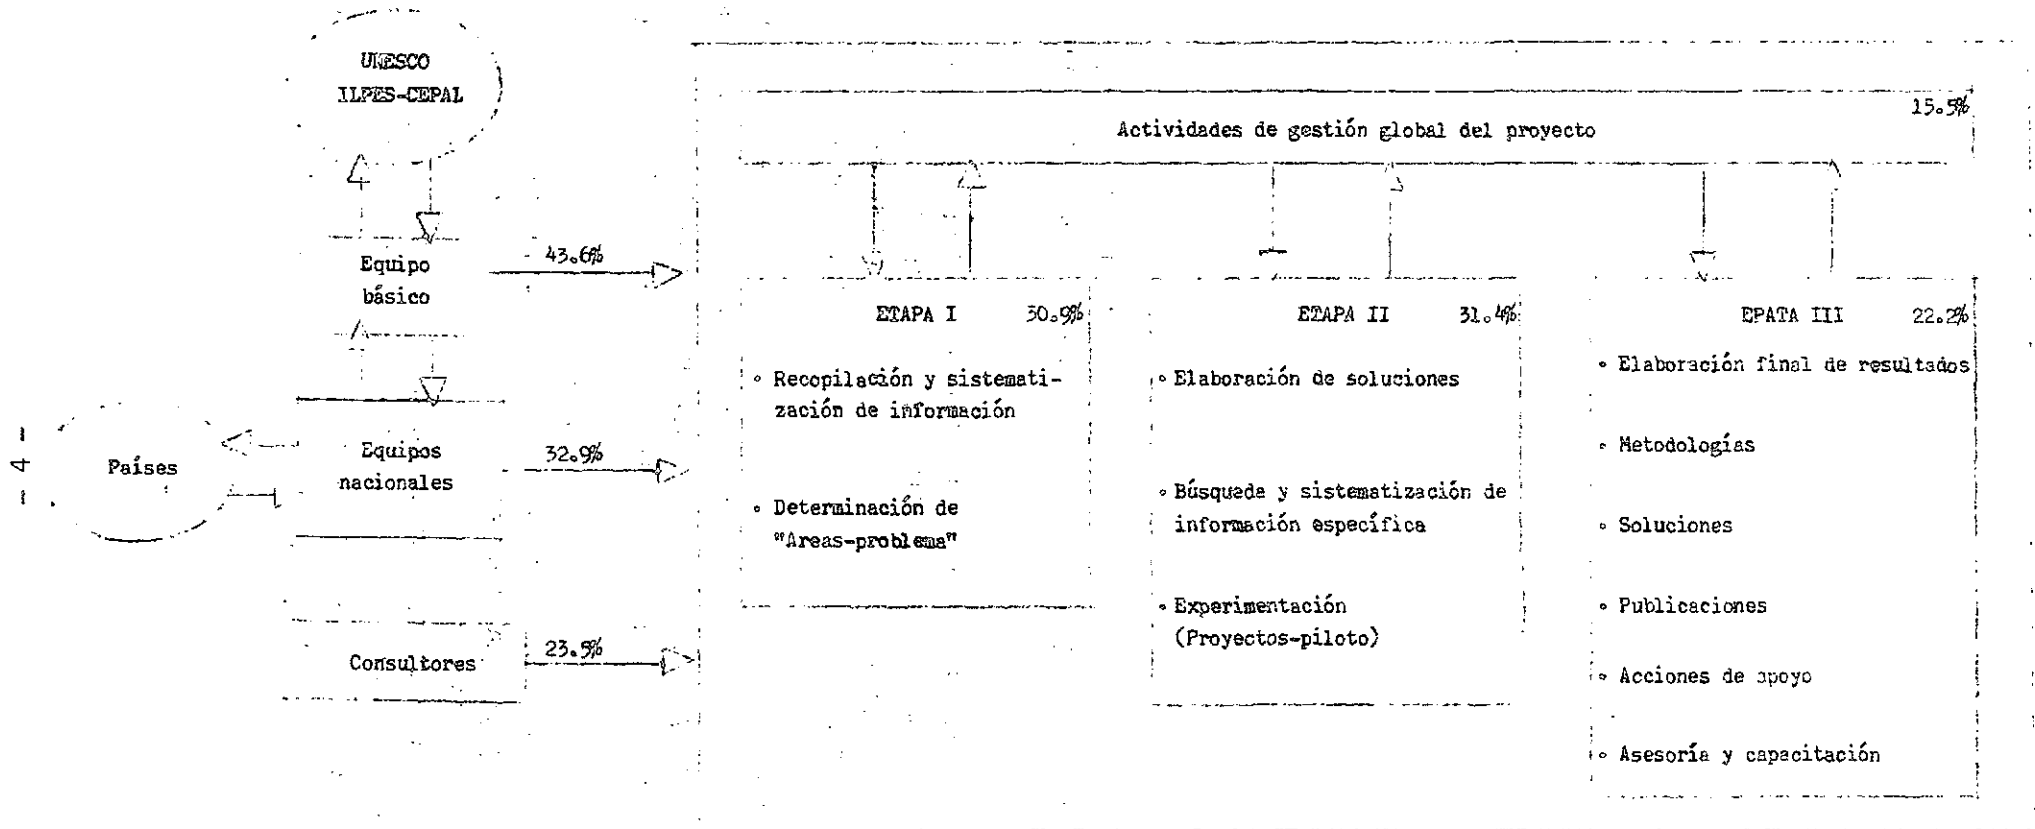 UNESCO
ILPES-CEPAL
Equipo
básico
43.6%
Equipos
nacionales
32.9%
Países
- 4 -
Consultores
23.5%
15.5%
Actividades de gestión global del proyecto
ETAPA I 30.9%
° Recopilación y sistemati-
zación de información
° Determinación de
"Areas-problema"
ETAPA II 31.4%
° Elaboración de soluciones
° Búsqueda y sistematización de
información específica
° Experimentación
(Proyectos-piloto)
EPATA III 22.2%
° Elaboración final de resultados
° Metodologías
° Soluciones
° Publicaciones
° Acciones de apoyo
° Asesoría y capacitación